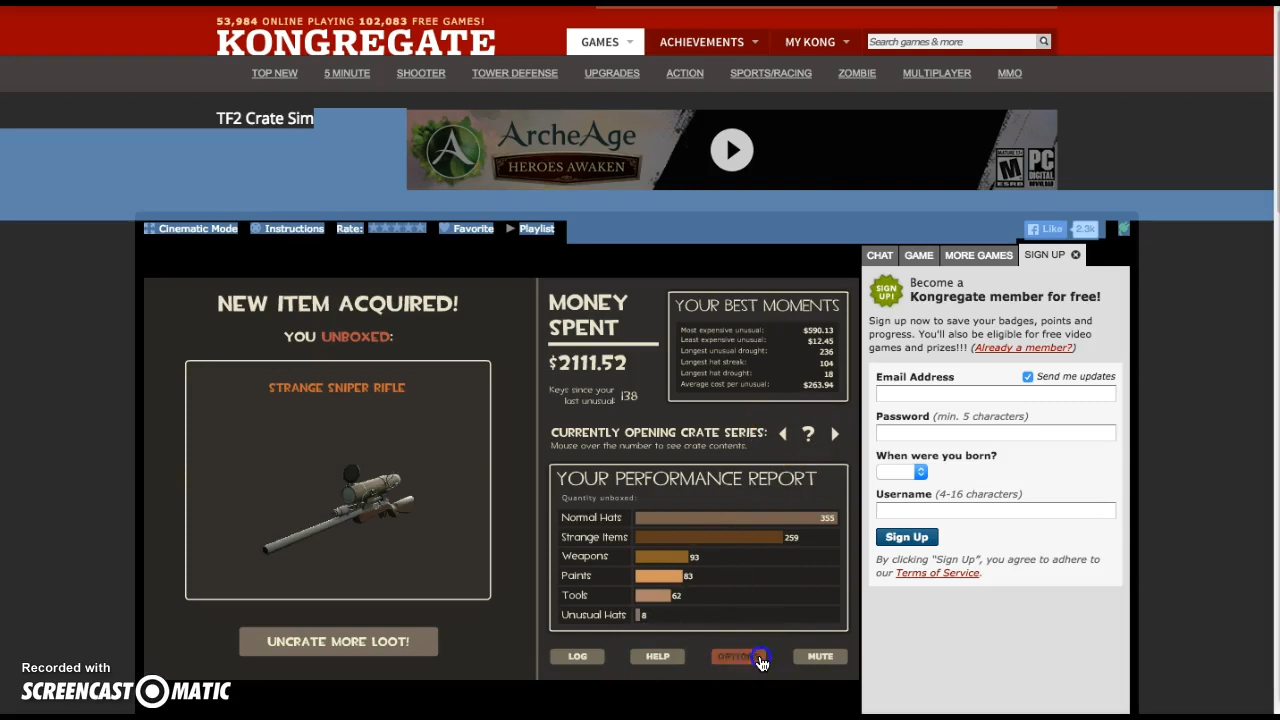 53,984 ONLINE PLAYING 102,083 FREE GAMES!
KONGREGATE
GAMES ACHIEVEMENTS MY KONG Search games & more
TOP NEW 5 MINUTE SHOOTER TOWER DEFENSE UPGRADES ACTION SPORTS/RACING ZOMBIE MULTIPLAYER MMO
TF2 Crate Sim
ArcheAge
HEROES AWAKEN
MATURE 17+
M
ESRB
PC
DIGITAL
DOWNLOAD
Cinematic Mode Instructions Rate: Favorite Playlist Like 2.3k
CHAT GAME MORE GAMES SIGN UP
SIGN UP!
Become a
Kongregate member for free!
Sign up now to save your badges, points and
progress. You'll also be eligible for free video
games and prizes!!! (Already a member?)
Email Address Send me updates
Password (min. 5 characters)
When were you born?
Username (4-16 characters)
Sign Up
By clicking "Sign Up", you agree to adhere to
our Terms of Service.
NEW ITEM ACQUIRED!
YOU UNBOXED:
STRANGE SNIPER RIFLE
UNCRATE MORE LOOT!
MONEY
SPENT
$2111.52
Keys since your
last unusual: 138
YOUR BEST MOMENTS
Most expensive unusual: $590.13
Least expensive unusual: $12.45
Longest unusual drought: 236
Longest hat streak: 104
Longest hat drought: 18
Average cost per unusual: $263.94
CURRENTLY OPENING CRATE SERIES: ?
Mouse over the number to see crate contents.
YOUR PERFORMANCE REPORT
Quantity unboxed:
Normal Hats 355
Strange Items 259
Weapons 93
Paints 83
Tools 62
Unusual Hats 8
LOG HELP MUTE
Recorded with
SCREENCAST MATIC